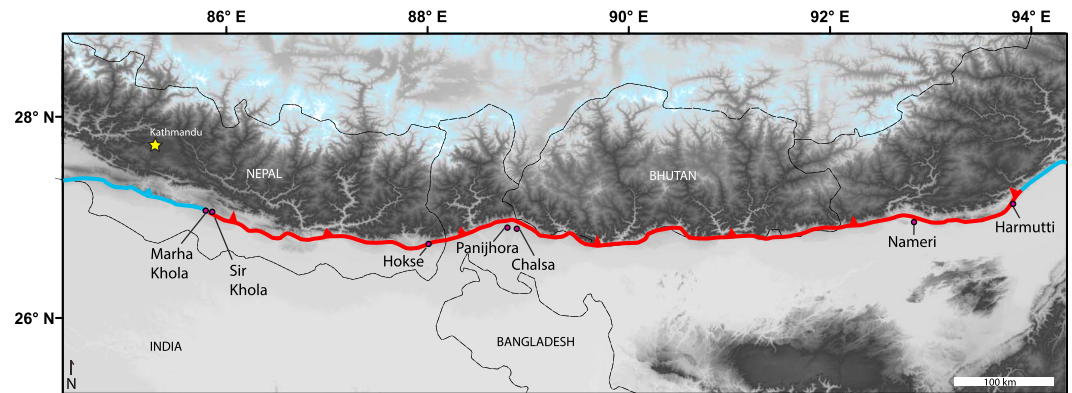 86° E
88° E
90° E
92° E
94° E
28° N
Kathmandu
NEPAL
BHUTAN
Marha
Khola
Sir
Khola
Hokse
Panijhora
Chalsa
Nameri
Harmutti
26° N
INDIA
BANGLADESH
N
100 km